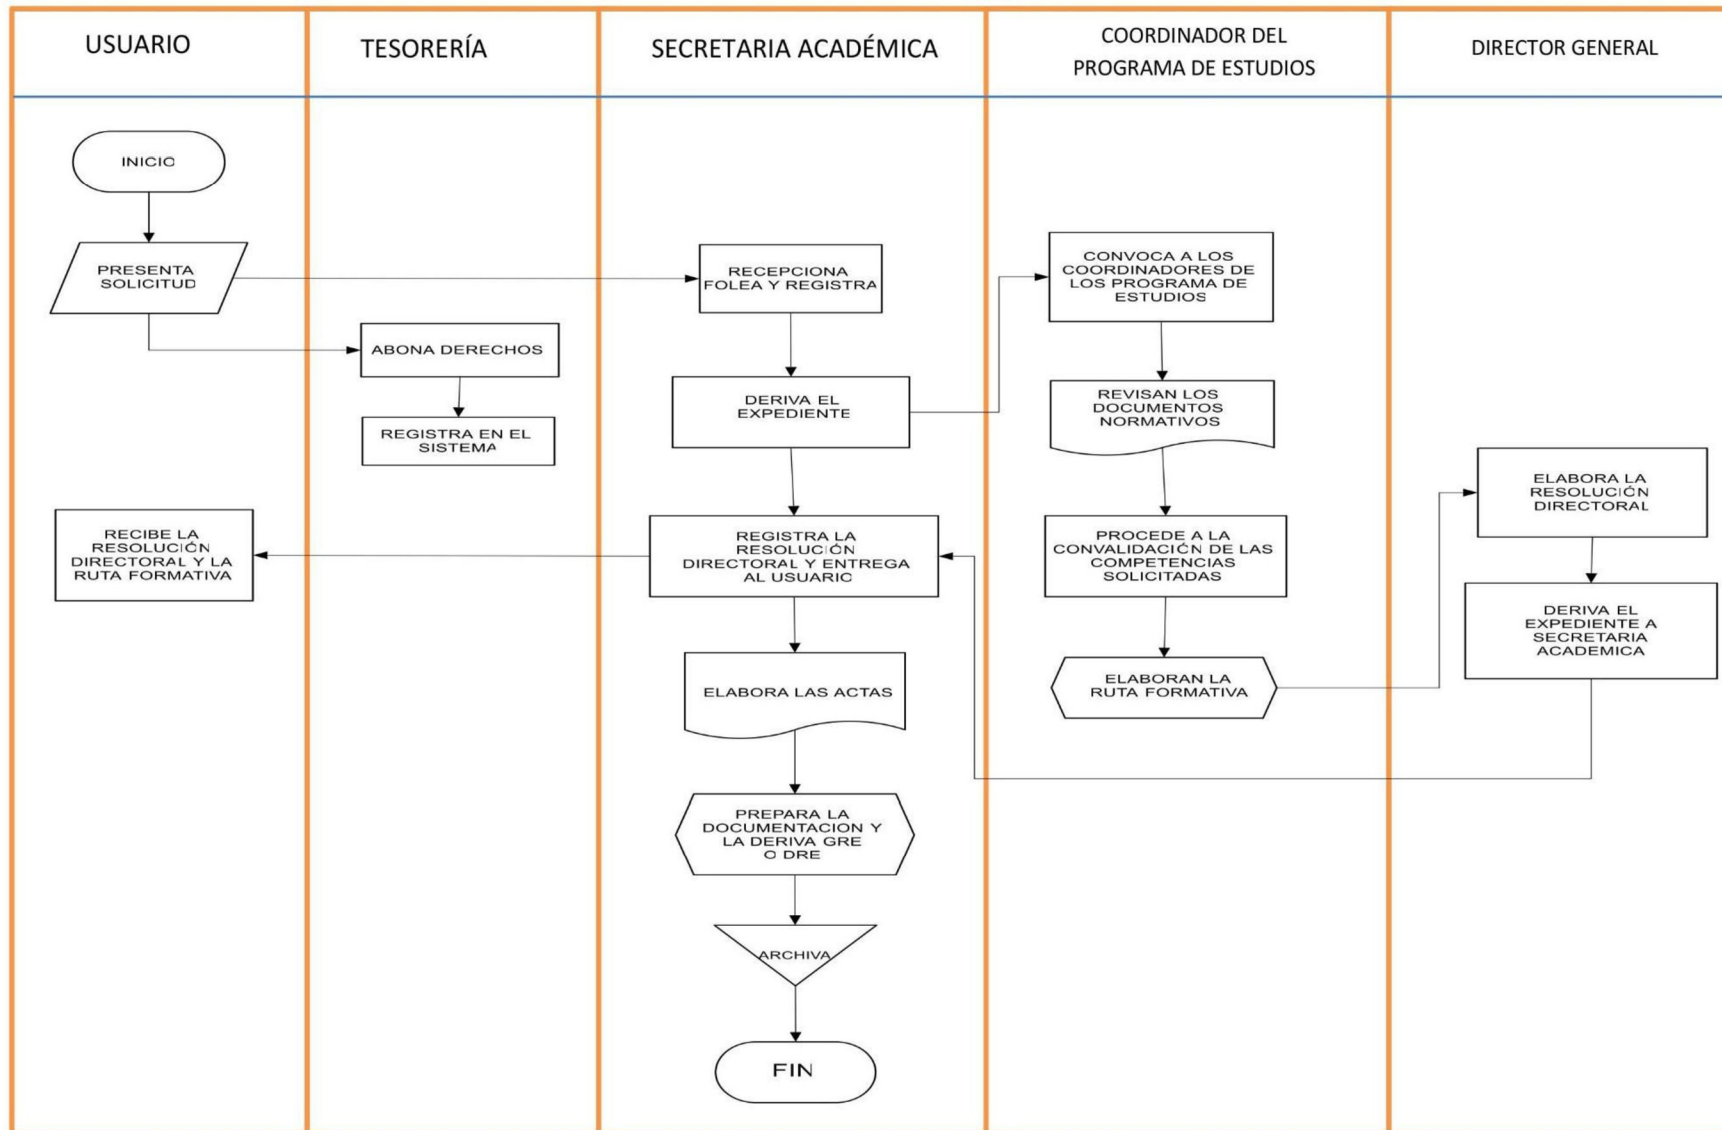 USUARIO
TESORERÍA
SECRETARIA ACADÉMICA
COORDINADOR DEL
PROGRAMA DE ESTUDIOS
DIRECTOR GENERAL
INICIO
PRESENTA
SOLICITUD
RECEPCIONA
FOLEA Y REGISTRA
CONVOCA A LOS
COORDINADORES DE
LOS PROGRAMA DE
ESTUDIOS
ABONA DERECHOS
DERIVA EL
EXPEDIENTE
REVISAN LOS
DOCUMENTOS
NORMATIVOS
REGISTRA EN EL
SISTEMA
ELABORA LA
RESOLUCIÓN
DIRECTORAL
RECIBE LA
RESOLUCIÓN
DIRECTORAL Y LA
RUTA FORMATIVA
REGISTRA LA
RESOLUCIÓN
DIRECTORAL Y ENTREGA
AL USUARIO
PROCEDE A LA
CONVALIDACIÓN DE LAS
COMPETENCIAS
SOLICITADAS
DERIVA EL
EXPEDIENTE A
SECRETARIA
ACADEMICA
ELABORA LAS ACTAS
ELABORAN LA
RUTA FORMATIVA
PREPARA LA
DOCUMENTACION Y
LA DERIVA GRE
O DRE
ARCHIVA
FIN